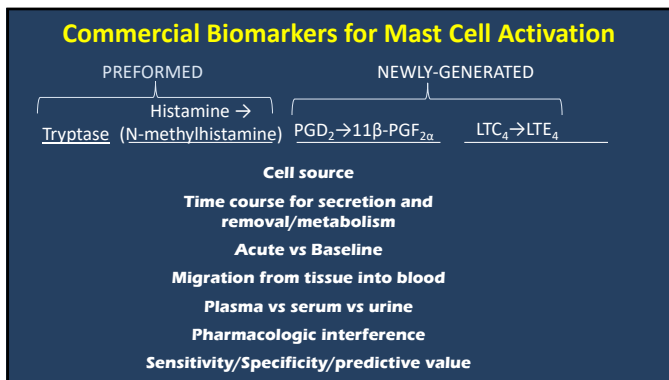 Commercial Biomarkers for Mast Cell Activation
PREFORMED NEWLY-GENERATED
Histamine →
Tryptase (N-methylhistamine) PGD₂→11β-PGF₂α LTC₄→LTE₄
Cell source
Time course for secretion and
removal/metabolism
Acute vs Baseline
Migration from tissue into blood
Plasma vs serum vs urine
Pharmacologic interference
Sensitivity/Specificity/predictive value